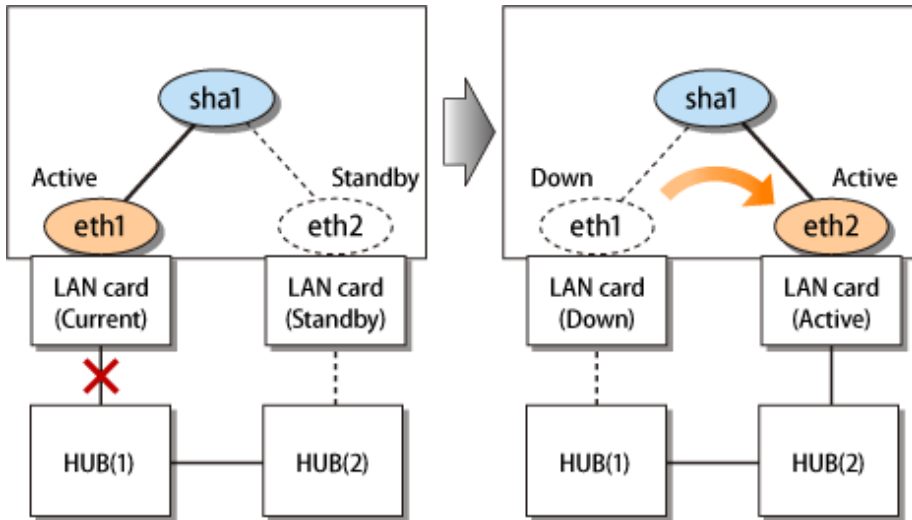 sha1
Active
Standby
eth1
eth2
LAN card
(Current)
LAN card
(Standby)
HUB(1)
HUB(2)
sha1
Down
Active
eth1
eth2
LAN card
(Down)
LAN card
(Active)
HUB(1)
HUB(2)